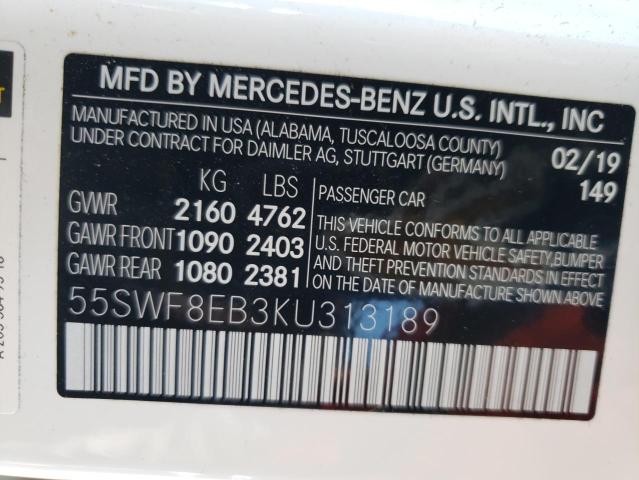 MFD BY MERCEDES-BENZ U.S. INTL., INC
MANUFACTURED IN USA (ALABAMA, TUSCALOOSA COUNTY)
UNDER CONTRACT FOR DAIMLER AG, STUTTGART (GERMANY)
02/19
149
KG LBS
GVWR 2160 4762
GAWR FRONT 1090 2403
GAWR REAR 1080 2381
PASSENGER CAR
THIS VEHICLE CONFORMS TO ALL APPLICABLE
U.S. FEDERAL MOTOR VEHICLE SAFETY,BUMPER
AND THEFT PREVENTION STANDARDS IN EFFECT
ON THE DATE OF MANUFACTURE SHOWN ABOVE.
55SWF8EB3KU313189